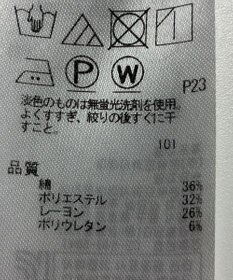 P W
P23
淡色のものは無蛍光洗剤を使用。
よくすすぎ、絞りの後すぐに干
すこと。
101
品質
綿 36%
ポリエステル 32%
レーヨン 26%
ポリウレタン 6%